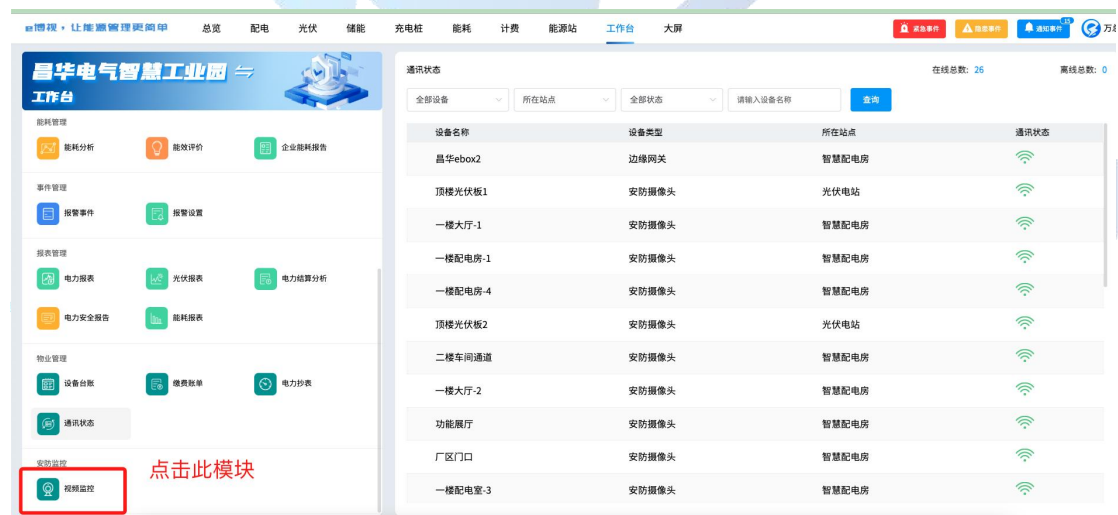 e博视，让能源管理更简单 总览 配电 光伏 储能 充电桩 能耗 计费 能源站 工作台 大屏 紧急事件 通知事件 15
昌华电气智慧工业园
工作台
能耗管理
能耗分析 能效评价 企业能耗报告
事件管理
报警事件 报警设置
报表管理
电力报表 光伏报表 电力结算分析
电力安全报告 能耗报表
物业管理
设备台账 缴费账单 电力抄表
通讯状态
安防监控
视频监控
点击此模块
通讯状态 在线总数: 26 离线总数: 0
全部设备 所在站点 全部状态 请输入设备名称 查询
设备名称 设备类型 所在站点 通讯状态
昌华ebox2 边缘网关 智慧配电房
顶楼光伏板1 安防摄像头 光伏电站
一楼大厅-1 安防摄像头 智慧配电房
一楼配电房-1 安防摄像头 智慧配电房
一楼配电房-4 安防摄像头 智慧配电房
顶楼光伏板2 安防摄像头 光伏电站
二楼车间通道 安防摄像头 智慧配电房
一楼大厅-2 安防摄像头 智慧配电房
功能展厅 安防摄像头 智慧配电房
厂区门口 安防摄像头 智慧配电房
一楼配电室-3 安防摄像头 智慧配电房